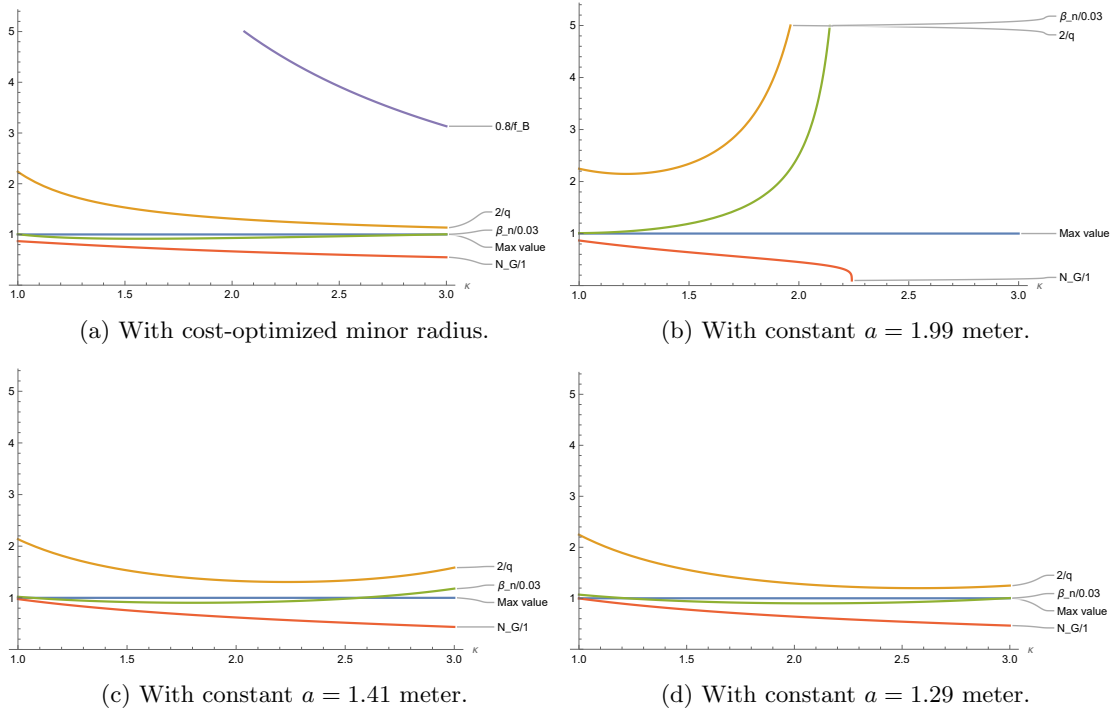 5
4
3
2
1
1.0
1.5
2.0
2.5
3.0
κ
0.8/f_B
2/q
β_n/0.03
Max value
N_G/1
(a) With cost-optimized minor radius.
5
4
3
2
1
1.0
1.5
2.0
2.5
3.0
κ
β_n/0.03
2/q
Max value
N_G/1
(b) With constant a = 1.99 meter.
5
4
3
2
1
1.0
1.5
2.0
2.5
3.0
κ
2/q
β_n/0.03
Max value
N_G/1
(c) With constant a = 1.41 meter.
5
4
3
2
1
1.0
1.5
2.0
2.5
3.0
κ
2/q
β_n/0.03
Max value
N_G/1
(d) With constant a = 1.29 meter.